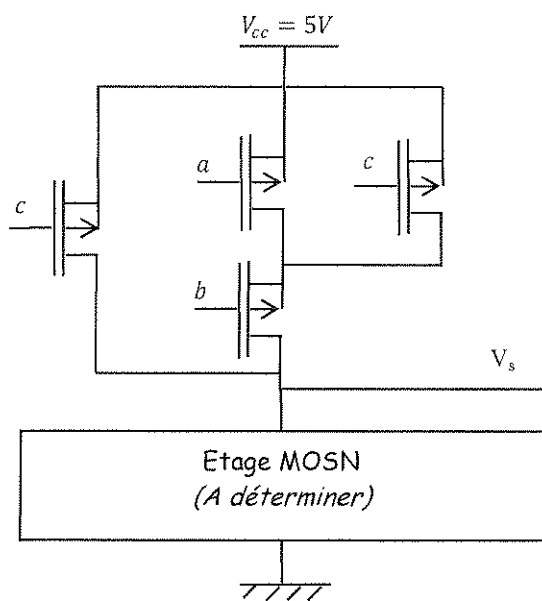 V_cc = 5V
a
c
c
b
V_s
Etage MOSN
(A déterminer)